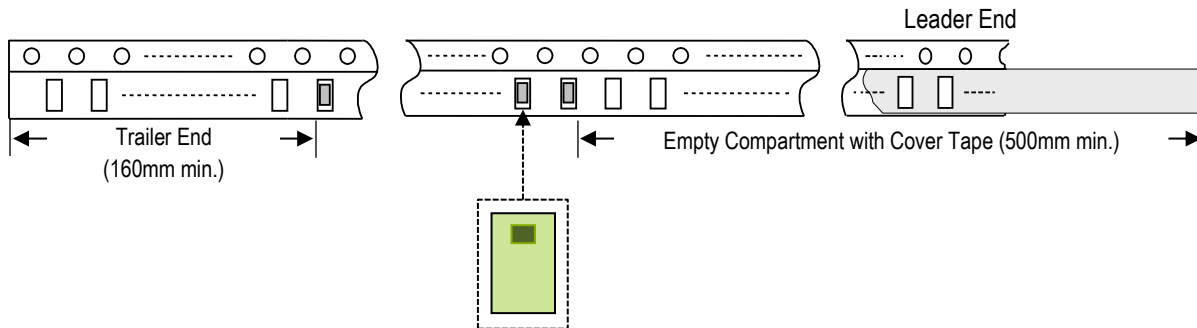 Leader End
Trailer End
(160mm min.)
Empty Compartment with Cover Tape (500mm min.)